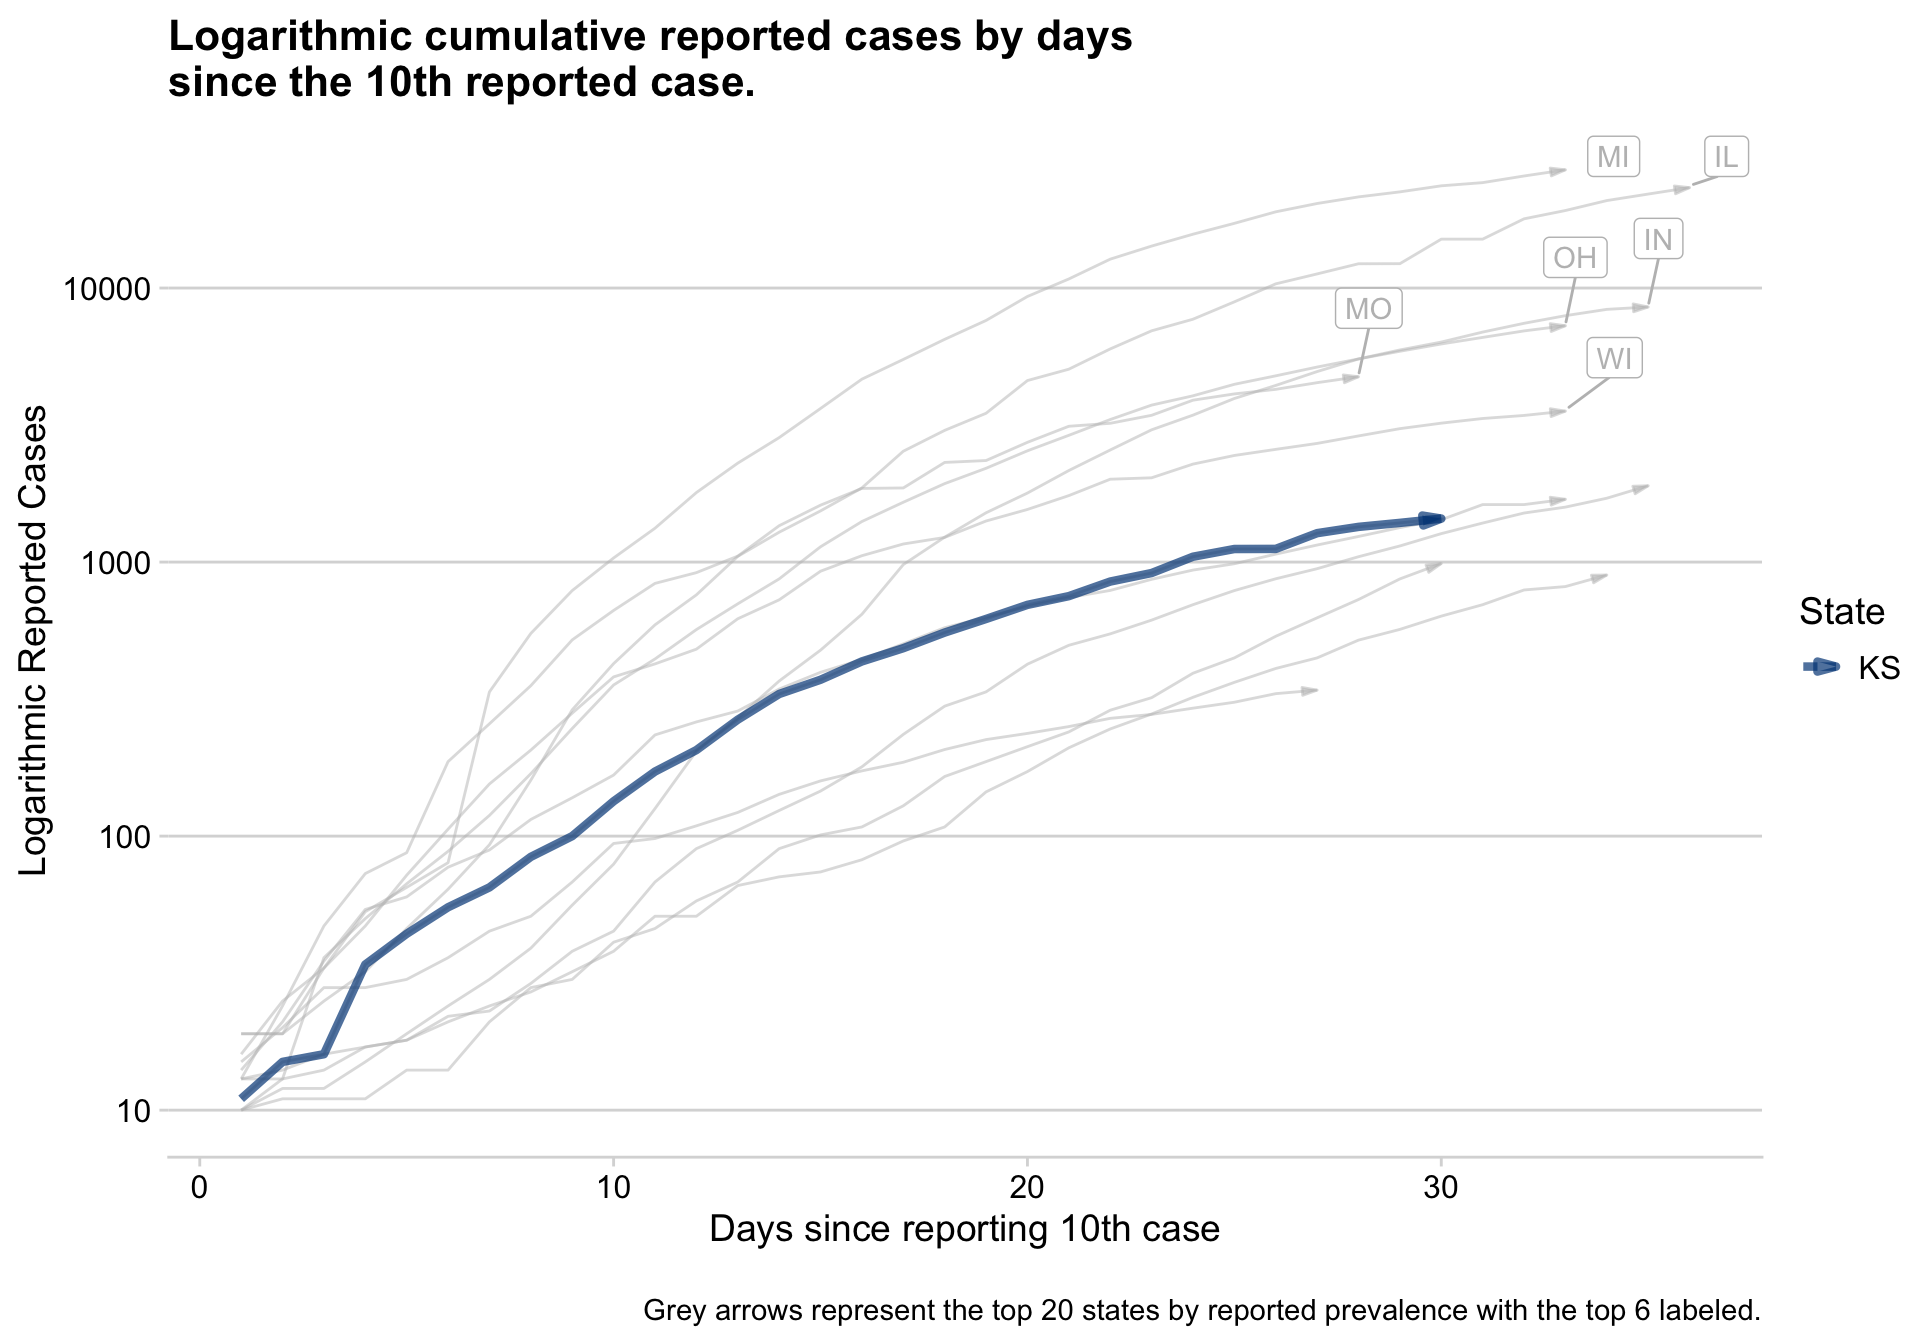 Logarithmic cumulative reported cases by days
since the 10th reported case.
MI
IL
IN
OH
MO
WI
10000
1000
100
10
Logarithmic Reported Cases
State
KS
0
10
20
30
Days since reporting 10th case
Grey arrows represent the top 20 states by reported prevalence with the top 6 labeled.